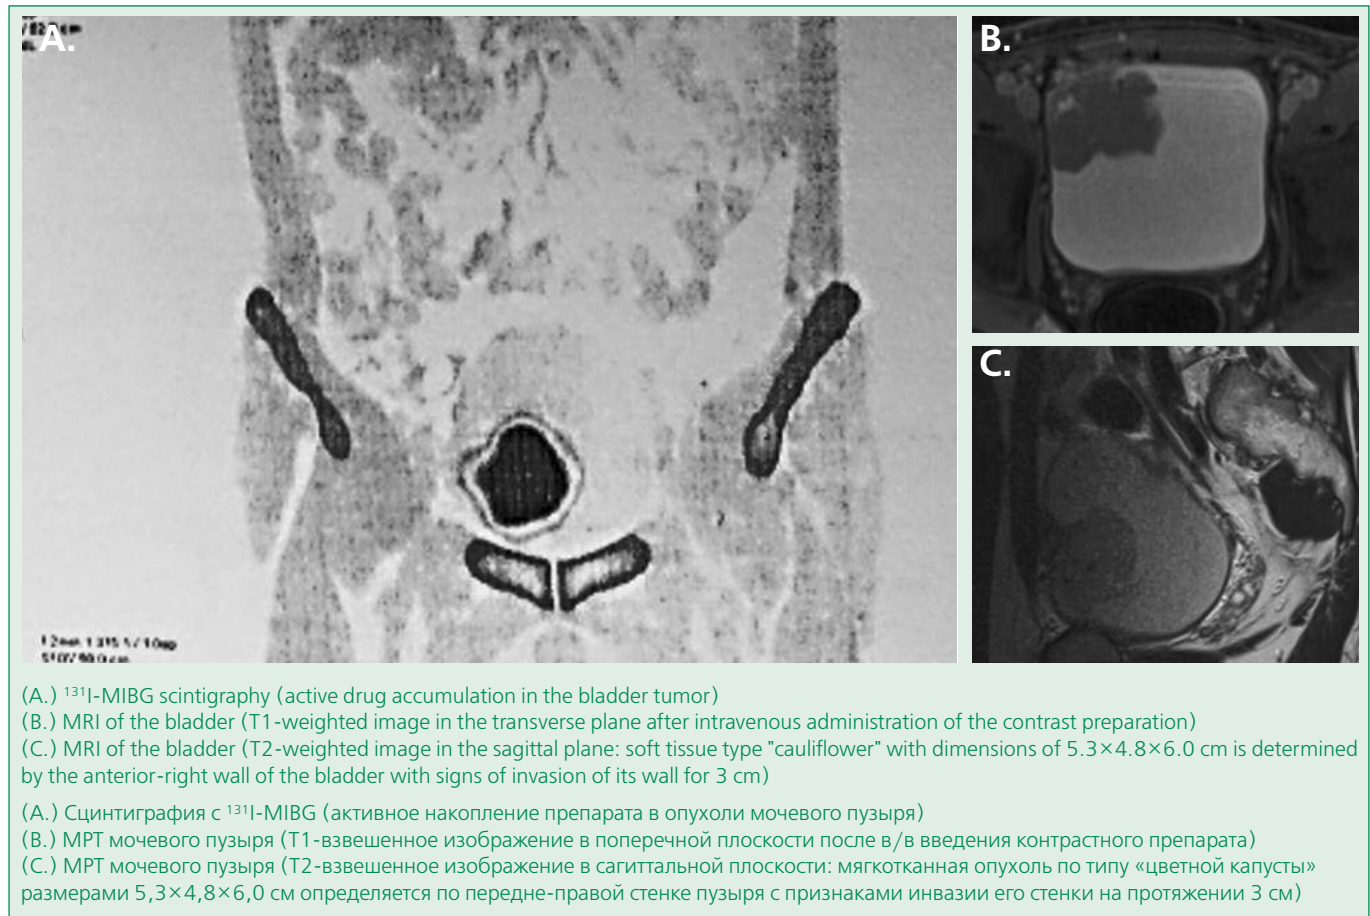 A.
B.
C.
(A.) ¹³¹I-MIBG scintigraphy (active drug accumulation in the bladder tumor)
(B.) MRI of the bladder (T1-weighted image in the transverse plane after intravenous administration of the contrast preparation)
(C.) MRI of the bladder (T2-weighted image in the sagittal plane: soft tissue type "cauliflower" with dimensions of 5.3×4.8×6.0 cm is determined
by the anterior-right wall of the bladder with signs of invasion of its wall for 3 cm)
(A.) Сцинтиграфия с ¹³¹I-MIBG (активное накопление препарата в опухоли мочевого пузыря)
(B.) МРТ мочевого пузыря (Т1-взвешенное изображение в поперечной плоскости после в/в введения контрастного препарата)
(C.) МРТ мочевого пузыря (Т2-взвешенное изображение в сагиттальной плоскости: мягкотканная опухоль по типу «цветной капусты»
размерами 5,3×4,8×6,0 см определяется по передне-правой стенке пузыря с признаками инвазии его стенки на протяжении 3 см)